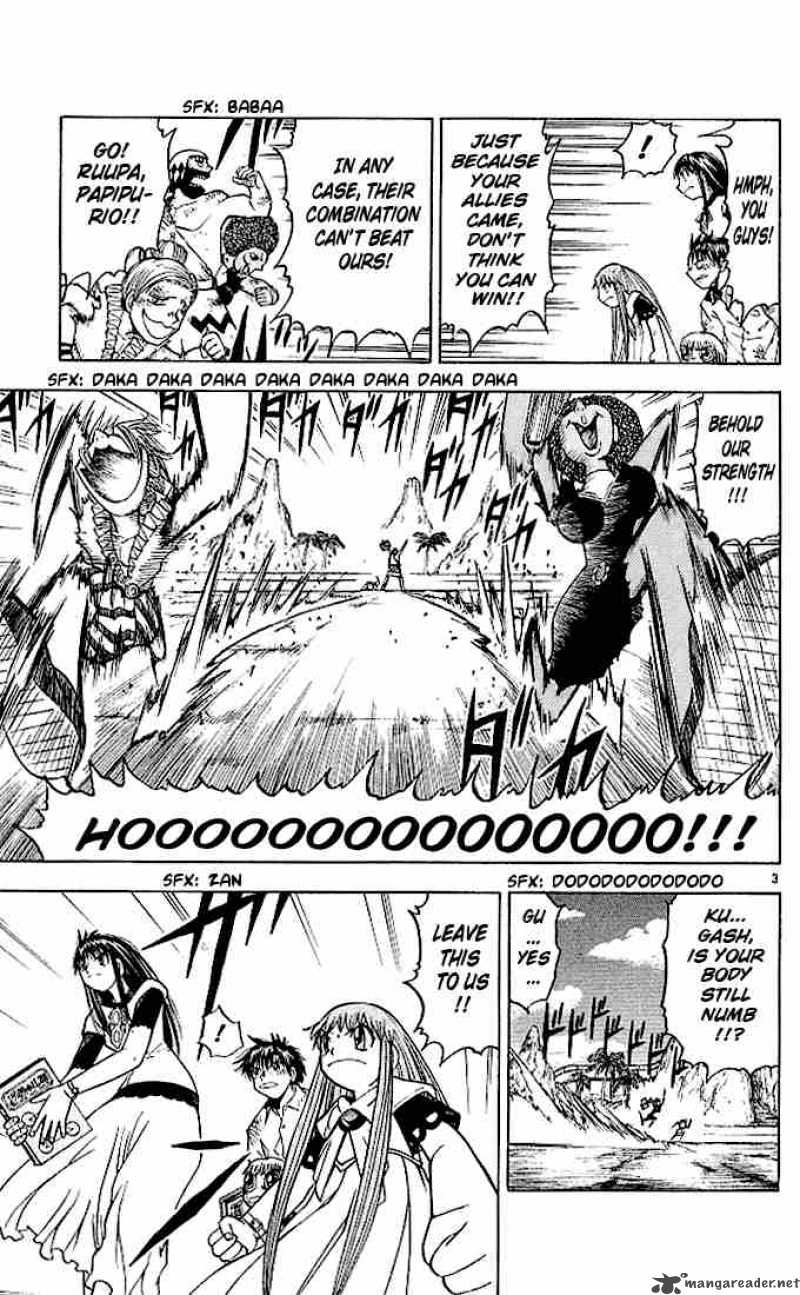 HMPH, YOU
GUYS!
!
JUST
BECAUSE
YOUR
ALLIES
CAME,
DON'T
THINK
YOU CAN
WIN!!
SFX: BABAA
IN ANY
CASE, THEIR
COMBINATION
CAN'T BEAT
OURS!
GO!
RUUPA,
PAPIPU-
RIO!!
SFX: DAKA DAKA DAKA DAKA DAKA DAKA DAKA DAKA
BEHOLD
OUR
STRENGTH
!!!
HOOOOOOOOOOOOOOOO!!!
3
SFX: DODODODODODODO
KU...
GASH,
IS YOUR
BODY
STILL
NUMB
!!?
GU
...
YES
...
SFX: ZAN
LEAVE
THIS
TO US
!!
!
mangareader.net